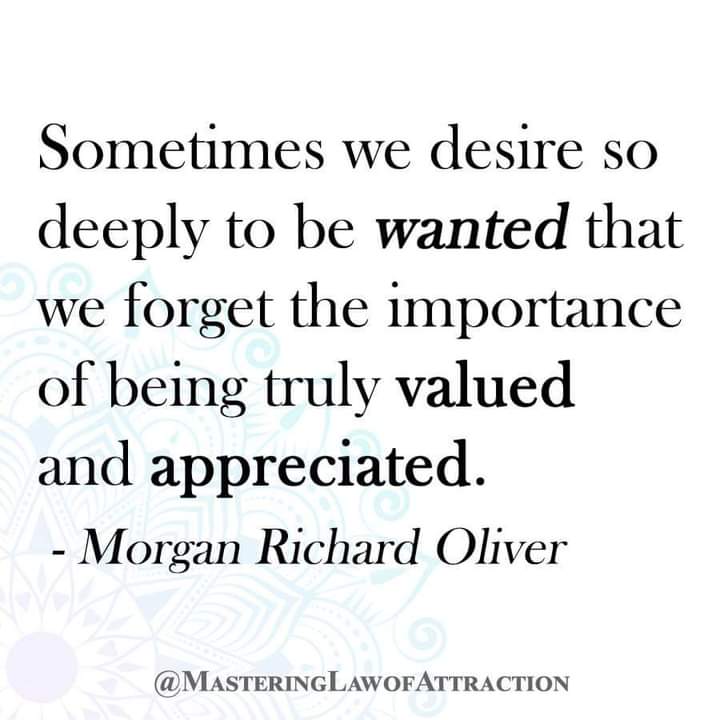 Sometimes we desire so
deeply to be wanted that
we forget the importance
of being truly valued
and appreciated.
- Morgan Richard Oliver
@MasteringLawofAttraction